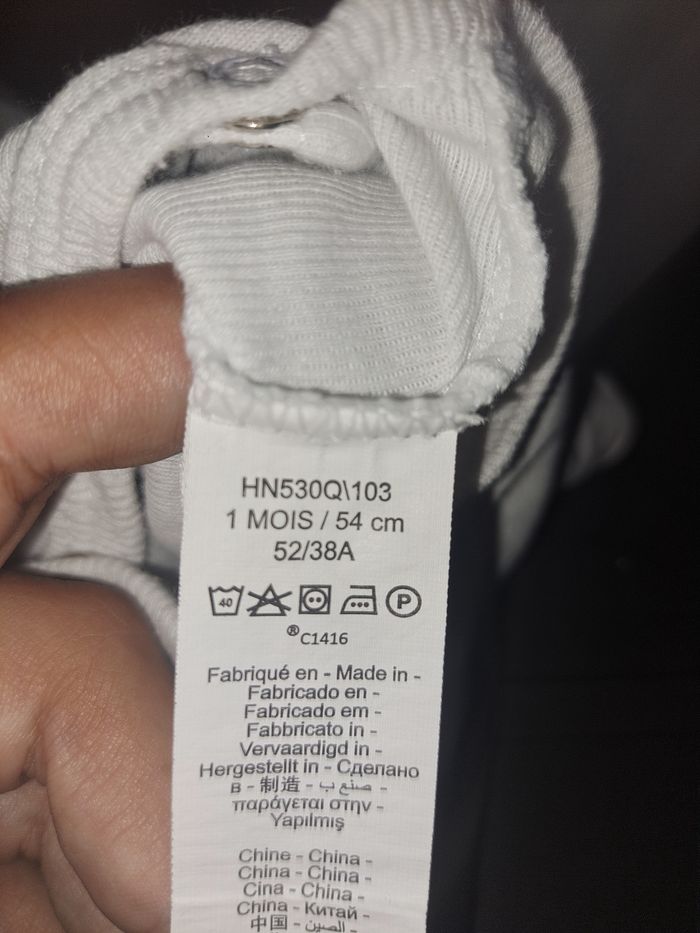 HN530Q\103
1 MOIS / 54 cm
52/38A
40 P
®C1416
Fabriqué en - Made in -
Fabricado en -
Fabricado em -
Fabbricato in -
Vervaardigd in -
Hergestellt in - Сделано
в - 制造 - صنع ب -
παράγεται στην -
Yapılmış
Chine - China -
China - China -
Cina - China -
China - Китай -
中国 - الصين -